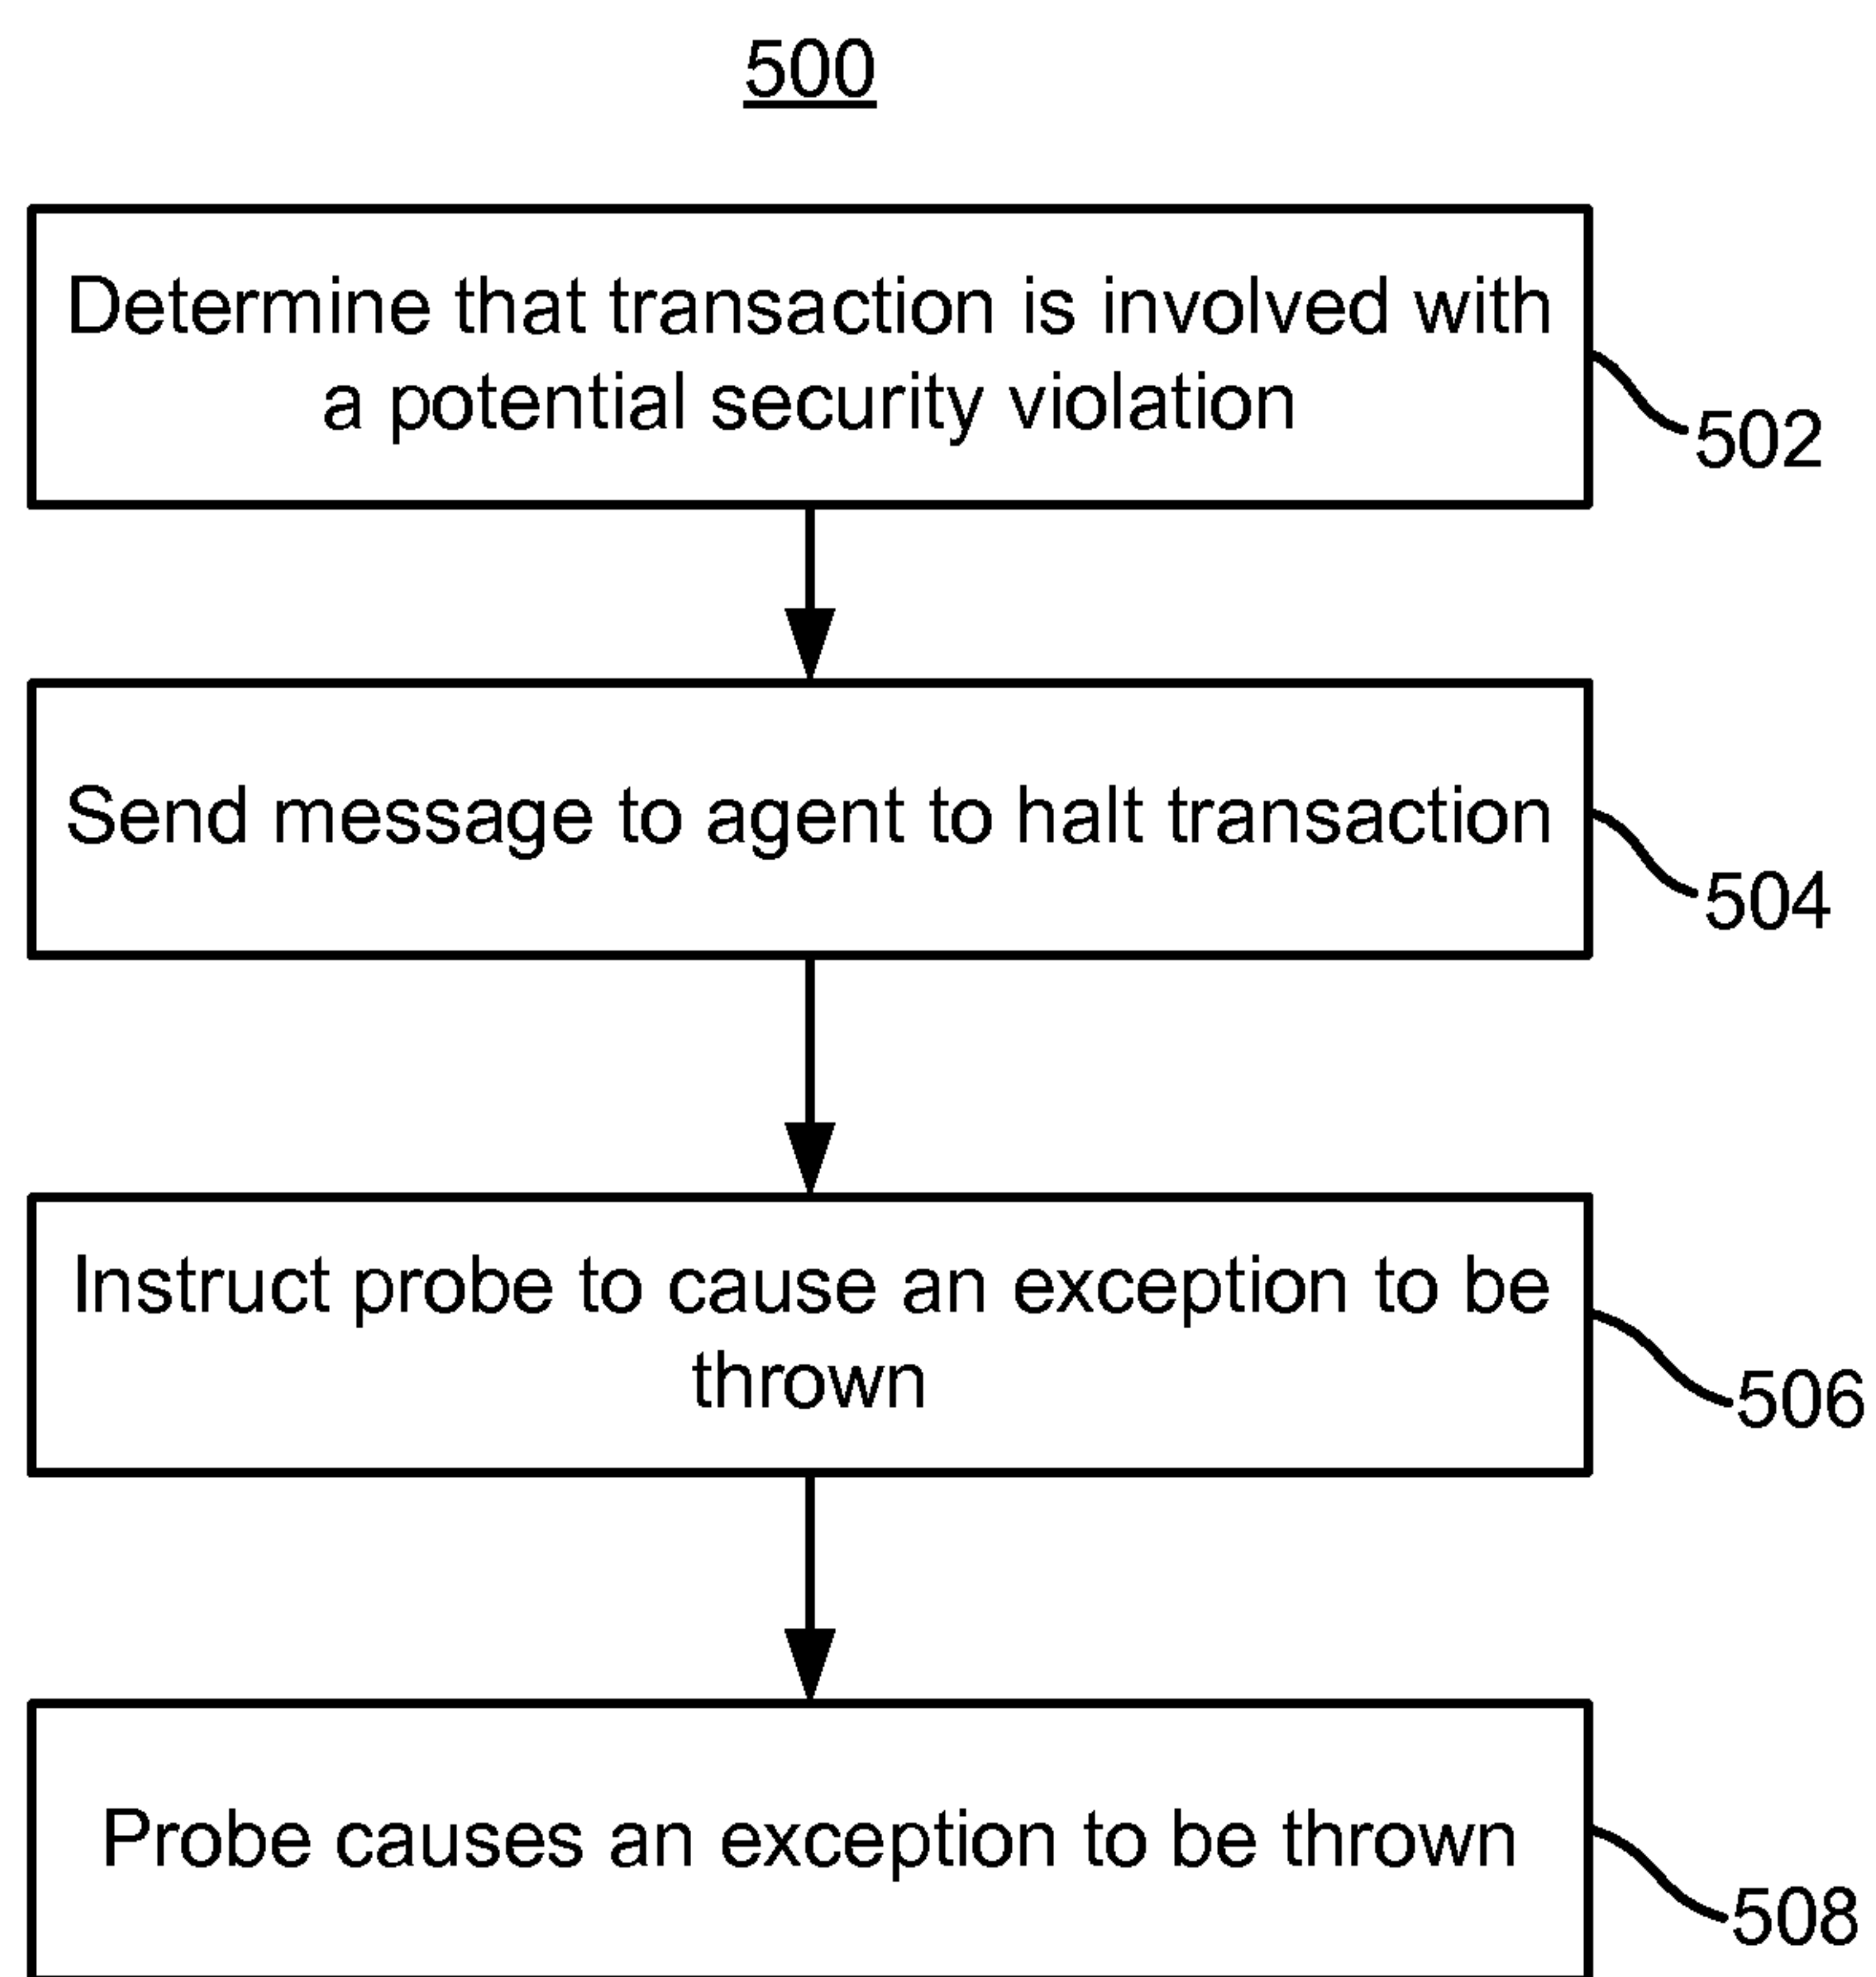 500
Determine that transaction is involved with
a potential security violation
502
Send message to agent to halt transaction
504
Instruct probe to cause an exception to be
thrown
506
Probe causes an exception to be thrown
508